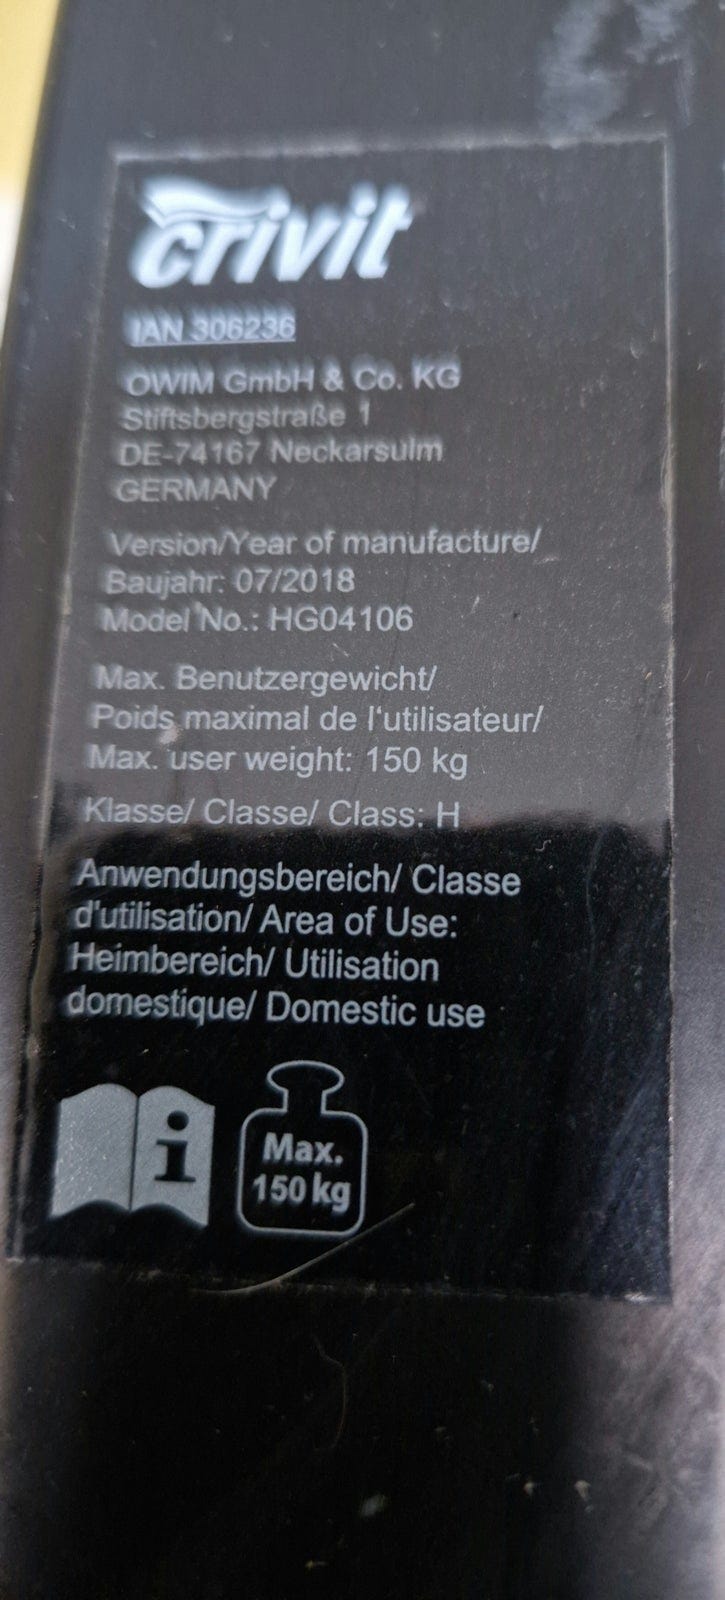 crivit
IAN 306236
OWIM GmbH & Co. KG
Stiftsbergstraße 1
DE-74167 Neckarsulm
GERMANY
Version/Year of manufacture/
Baujahr: 07/2018
Model No.: HG04106
Max. Benutzergewicht/
Poids maximal de l'utilisateur/
Max. user weight: 150 kg
Klasse/ Classe/ Class: H
Anwendungsbereich/ Classe
d'utilisation/ Area of Use:
Heimbereich/ Utilisation
domestique/ Domestic use
i
Max.
150 kg